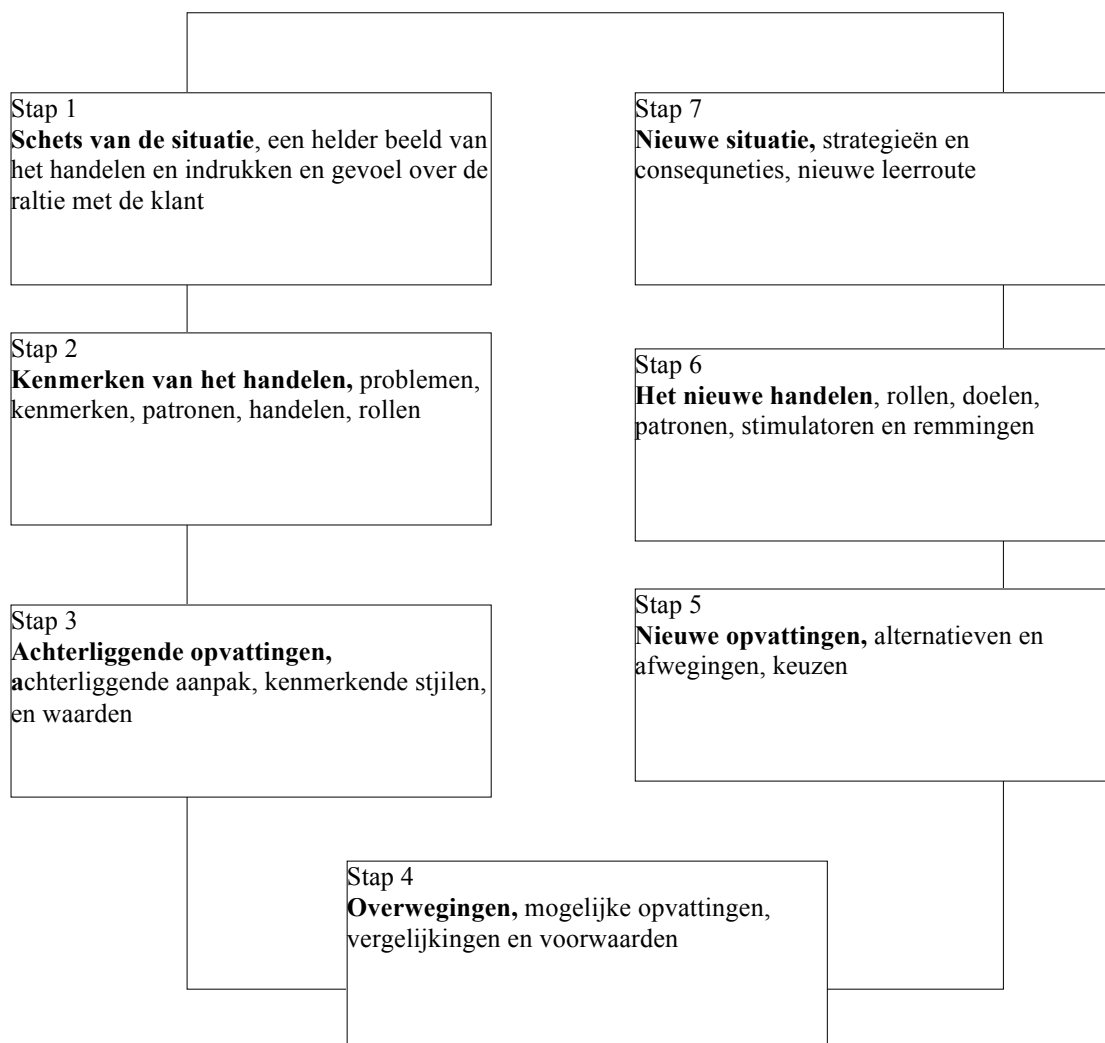 Stap 1
Schets van de situatie, een helder beeld van
het handelen en indrukken en gevoel over de
raltie met de klant
Stap 2
Kenmerken van het handelen, problemen,
kenmerken, patronen, handelen, rollen
Stap 3
Achterliggende opvattingen,
achterliggende aanpak, kenmerkende stjilen,
en waarden
Stap 4
Overwegingen, mogelijke opvattingen,
vergelijkingen en voorwaarden
Stap 5
Nieuwe opvattingen, alternatieven en
afwegingen, keuzen
Stap 6
Het nieuwe handelen, rollen, doelen,
patronen, stimulatoren en remmingen
Stap 7
Nieuwe situatie, strategieën en
consequneties, nieuwe leerroute